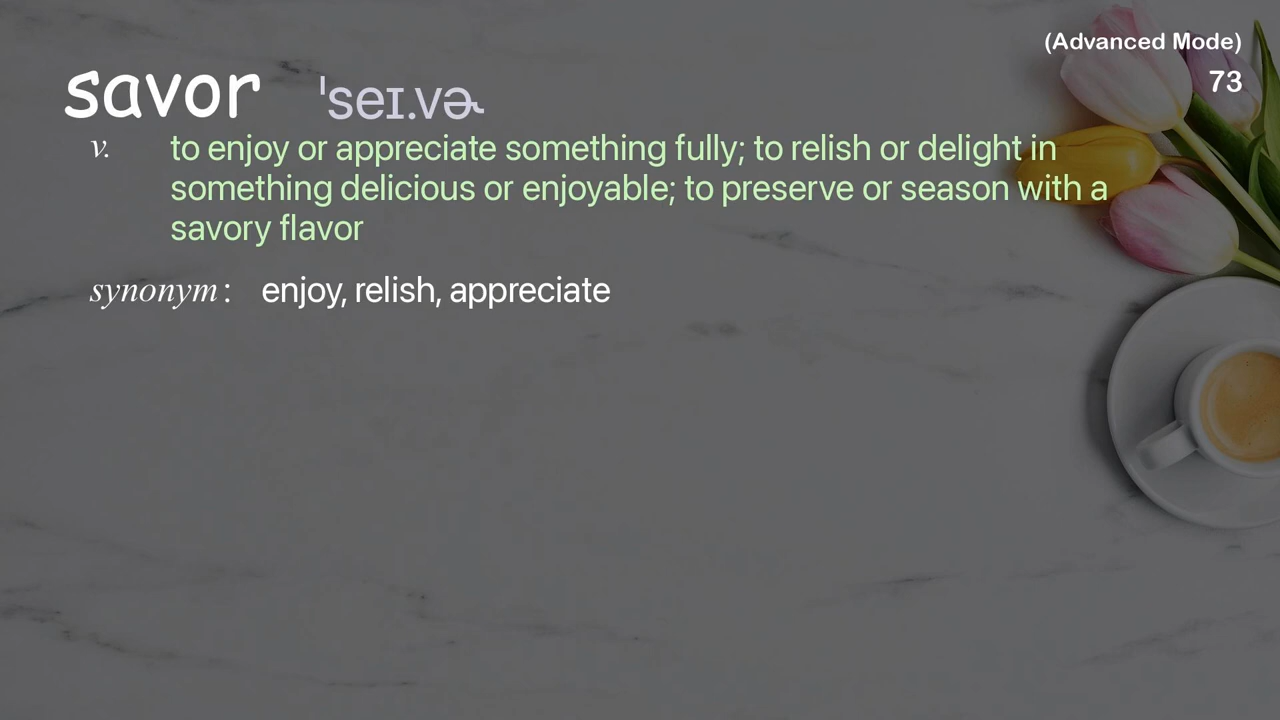 (Advanced Mode)
73
savor ˈseɪ.vɚ
v. to enjoy or appreciate something fully; to relish or delight in
something delicious or enjoyable; to preserve or season with a
savory flavor
synonym : enjoy, relish, appreciate